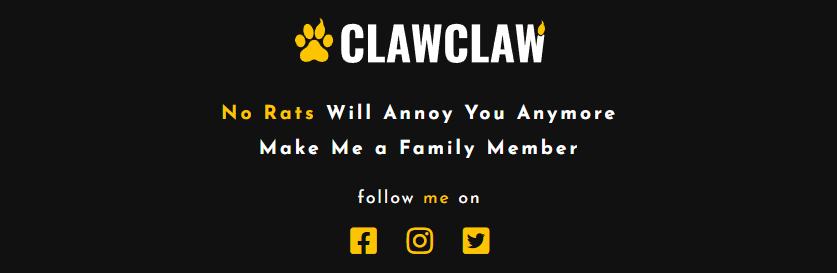 CLAWCLAW
No Rats Will Annoy You Anymore
Make Me a Family Member
follow me on